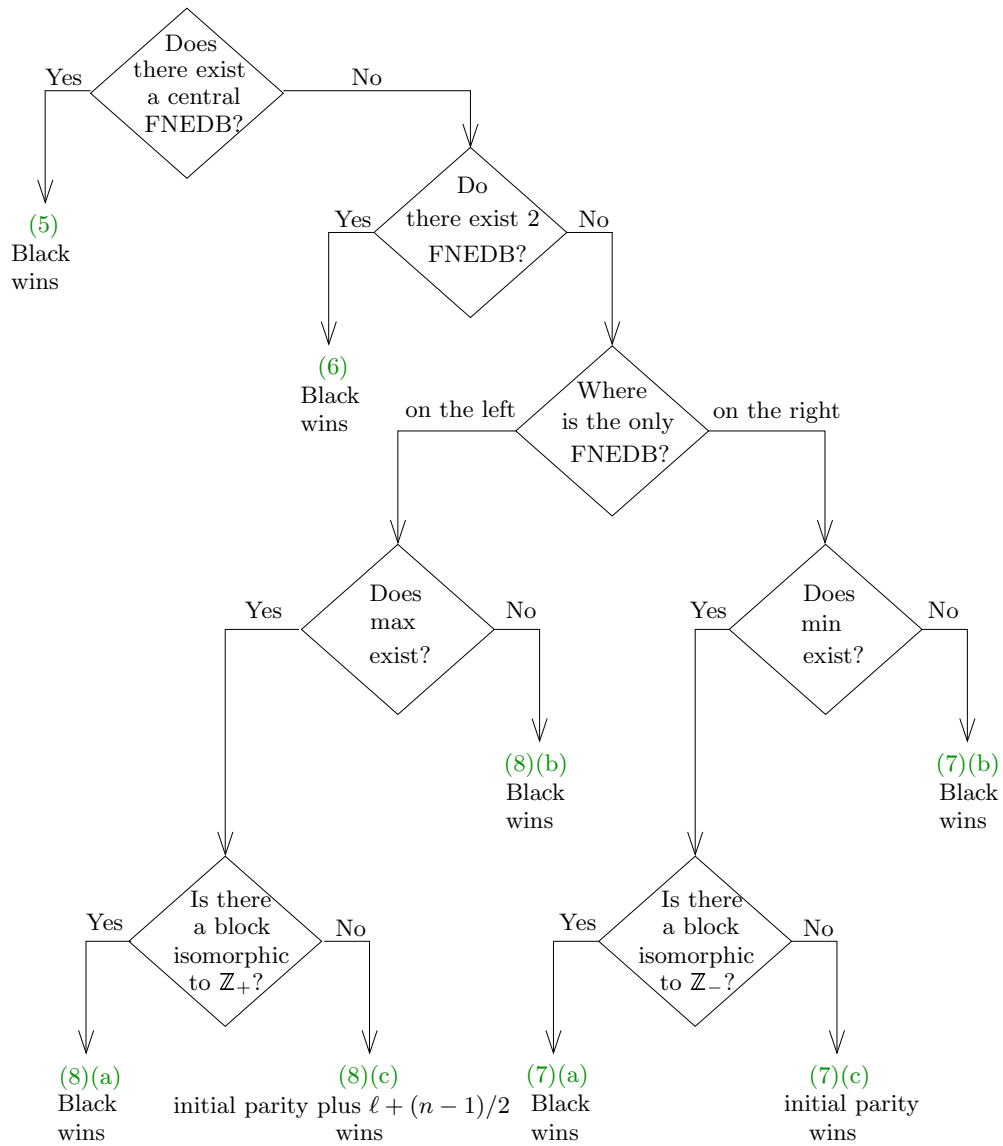 Does
there exist
a central
FNEDB?
Yes
No
(5)
Black
wins
Do
there exist 2
FNEDB?
Yes
No
(6)
Black
wins
Where
is the only
FNEDB?
on the left
on the right
Does
max
exist?
Yes
No
(8)(b)
Black
wins
Does
min
exist?
Yes
No
(7)(b)
Black
wins
Is there
a block
isomorphic
to ℤ₊?
Yes
No
(8)(a)
Black
wins
(8)(c)
initial parity plus ℓ + (n − 1)/2
wins
Is there
a block
isomorphic
to ℤ₋?
Yes
No
(7)(a)
Black
wins
(7)(c)
initial parity
wins